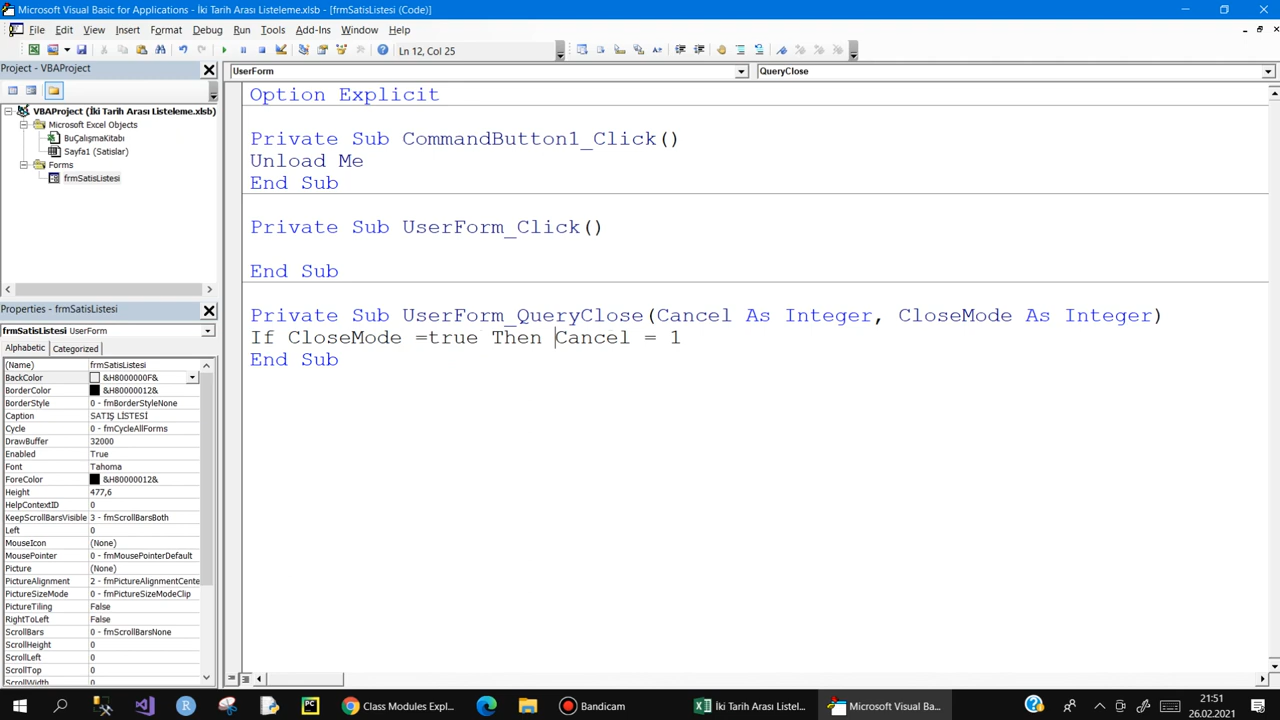 Microsoft Visual Basic for Applications - İki Tarih Arası Listeleme.xlsb - [frmSatisListesi (Code)]
File Edit View Insert Format Debug Run Tools Add-Ins Window Help
Ln 12, Col 25
Project - VBAProject
UserForm
QueryClose
VBAProject (İki Tarih Arası Listeleme.xlsb)
Microsoft Excel Objects
BuÇalışmaKitabı
Sayfa1 (Satislar)
Forms
frmSatisListesi
Properties - frmSatisListesi
frmSatisListesi UserForm
Alphabetic Categorized
(Name) frmSatisListesi
BackColor &H8000000F&
BorderColor &H80000012&
BorderStyle 0 - fmBorderStyleNone
Caption SATIŞ LİSTESİ
Cycle 0 - fmCycleAllForms
DrawBuffer 32000
Enabled True
Font Tahoma
ForeColor &H80000012&
Height 477,6
HelpContextID 0
KeepScrollBarsVisible 3 - fmScrollBarsBoth
Left 0
MouseIcon (None)
MousePointer 0 - fmMousePointerDefault
Picture (None)
PictureAlignment 2 - fmPictureAlignmentCente
PictureSizeMode 0 - fmPictureSizeModeClip
PictureTiling False
RightToLeft False
ScrollBars 0 - fmScrollBarsNone
ScrollHeight 0
ScrollLeft 0
ScrollTop 0
ScrollWidth 0
Option Explicit
Private Sub CommandButton1_Click()
Unload Me
End Sub
Private Sub UserForm_Click()
End Sub
Private Sub UserForm_QueryClose(Cancel As Integer, CloseMode As Integer)
If CloseMode =true Then Cancel = 1
End Sub
Class Modules Expl...
Bandicam
İki Tarih Arası Listel...
Microsoft Visual Ba...
21:51
26.02.2021